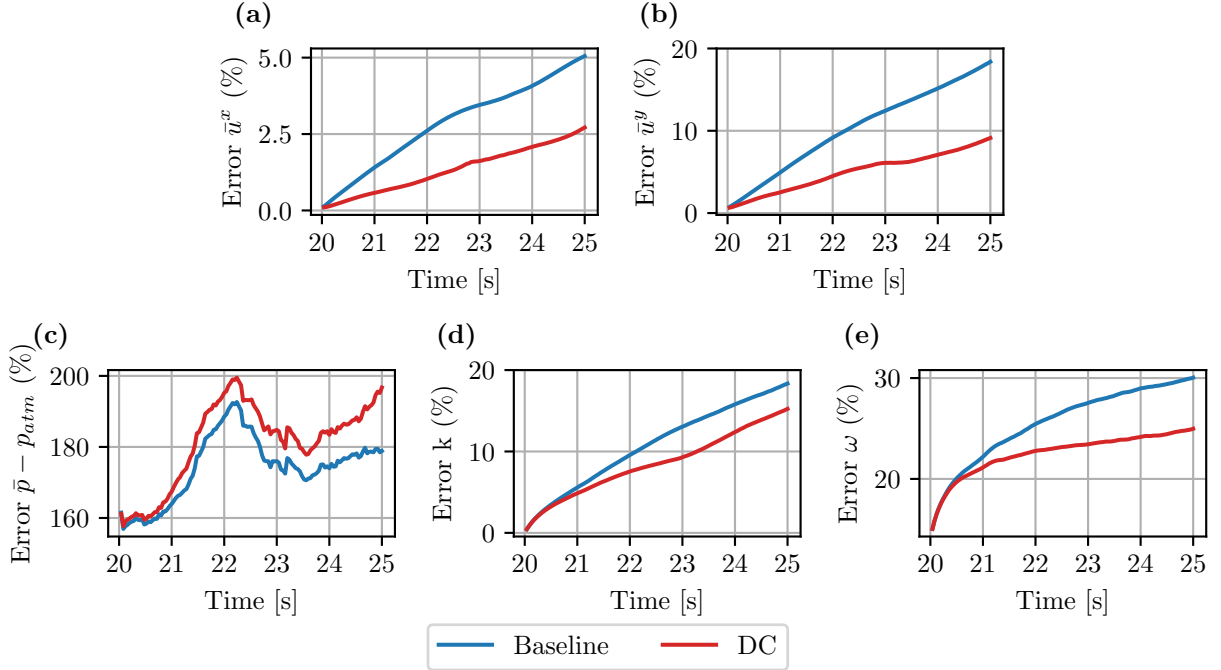 (a)
(b)
Error ū^x (%)
5.0
2.5
0.0
20 21 22 23 24 25
Time [s]
Error ū^y (%)
20
10
0
20 21 22 23 24 25
Time [s]
(c)
(d)
(e)
Error p̄ − p_atm (%)
200
180
160
20 21 22 23 24 25
Time [s]
Error k (%)
20
10
0
20 21 22 23 24 25
Time [s]
Error ω (%)
30
20
20 21 22 23 24 25
Time [s]
Baseline
DC